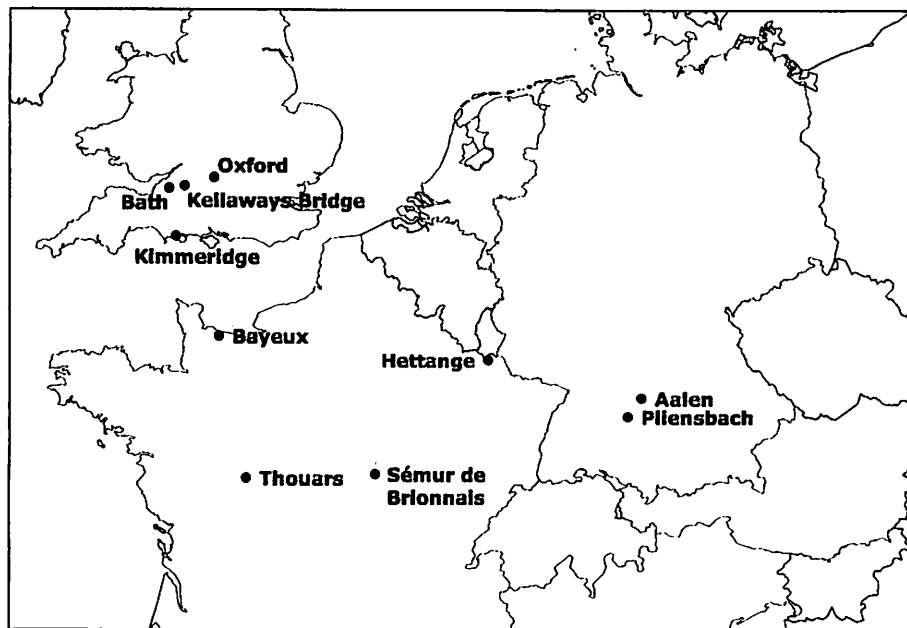 Oxford
Bath
Kellaways Bridge
Kimmeridge
Bayeux
Hettange
Aalen
Pliensbach
Thouars
Sémur de
Brionnais